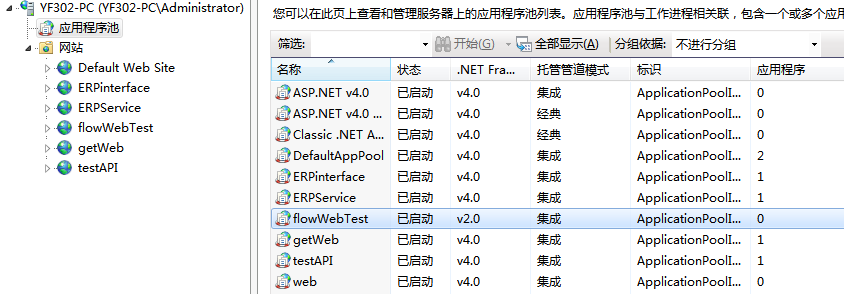 YF302-PC (YF302-PC\Administrator)
应用程序池
网站
Default Web Site
ERPinterface
ERPService
flowWebTest
getWeb
testAPI
您可以在此页上查看和管理服务器上的应用程序池列表。应用程序池与工作进程相关联，包含一个或多个应用
筛选: 开始(G) 全部显示(A) 分组依据: 不进行分组
名称 状态 .NET Fra... 托管管道模式 标识 应用程序
ASP.NET v4.0 已启动 v4.0 集成 ApplicationPoolI... 0
ASP.NET v4.0 ... 已启动 v4.0 经典 ApplicationPoolI... 0
Classic .NET A... 已启动 v4.0 经典 ApplicationPoolI... 0
DefaultAppPool 已启动 v4.0 集成 ApplicationPoolI... 2
ERPinterface 已启动 v4.0 集成 ApplicationPoolI... 1
ERPService 已启动 v4.0 集成 ApplicationPoolI... 1
flowWebTest 已启动 v2.0 集成 ApplicationPoolI... 0
getWeb 已启动 v4.0 集成 ApplicationPoolI... 1
testAPI 已启动 v4.0 集成 ApplicationPoolI... 1
web 已启动 v4.0 集成 ApplicationPoolI... 0